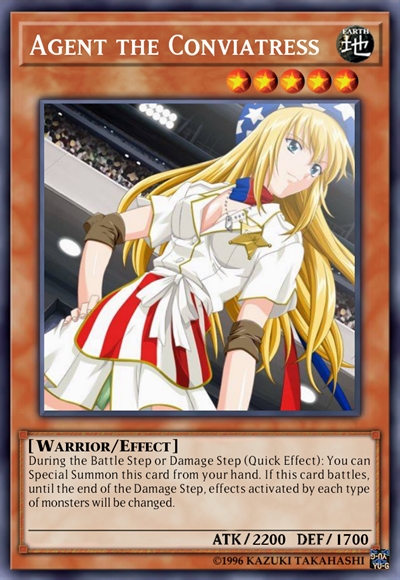 Agent the Conviatress
EARTH
地
[Warrior/Effect]
During the Battle Step or Damage Step (Quick Effect): You can
Special Summon this card from your hand. If this card battles,
until the end of the Damage Step, effects activated by each type
of monsters will be changed.
ATK/2200 DEF/1700
©1996 KAZUKI TAKAHASHI